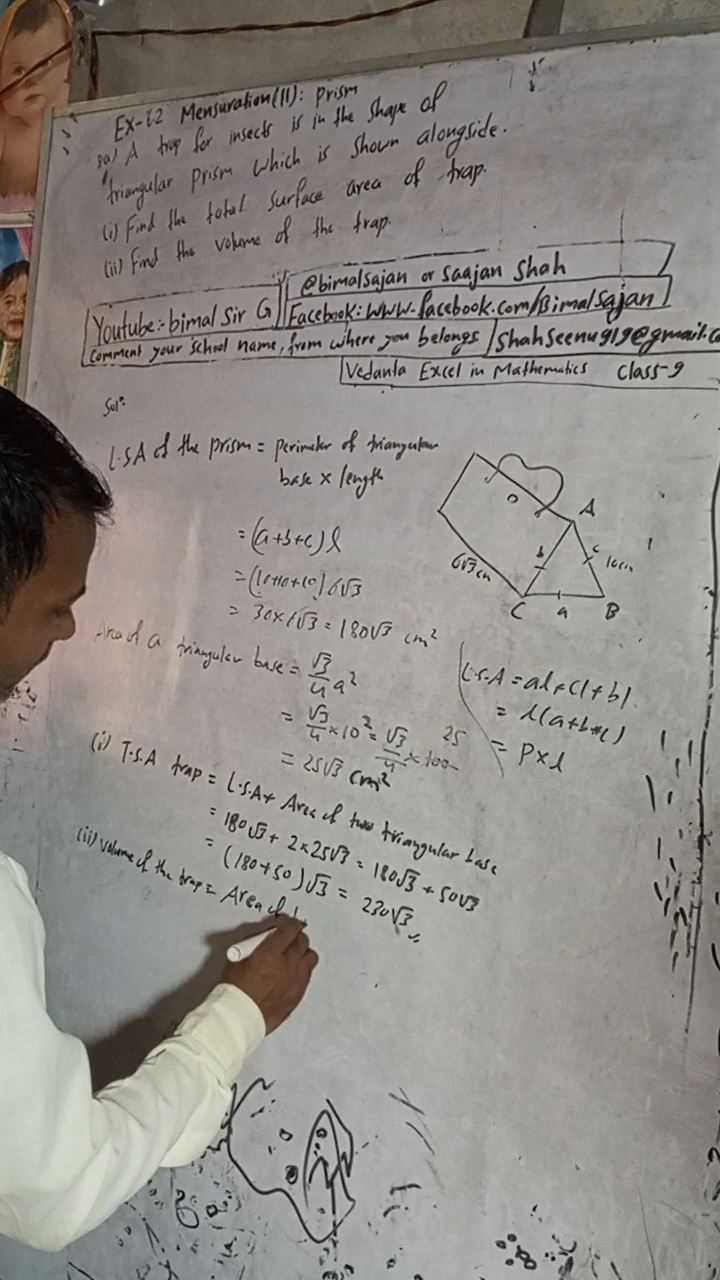 EX-6.2 Mensuration(II): Prism
8a) A trap for insects is in the shape of
triangular prism which is shown alongside.
(i) Find the total surface area of trap.
(ii) Find the volume of the trap.
@bimalsajan or Saajan Shah
Youtube:- bimal Sir G
Facebook: WWW.facebook.com/Bimalsajan
Comment your school name, from where you belongs
shahseenu919@gmail.c
Vedanta Excel in Mathematics Class-9
Solⁿ:
L.S.A of the prism = perimeter of triangular
base × length
= (a+b+c) l
= (10+10+10) 6√3
= 30×6√3 = 180√3 cm²
A
b
c
10cm
6√3cm
C
a
B
Area of a triangular base = √3/4 a²
= √3/4 × 10² = √3/4 × 100 25
= 25√3 cm²
L.S.A = al + cl + bl
= l(a+b+c)
= P×l
(i) T.S.A trap = L.S.A + Area of two triangular base
= 180√3 + 2×25√3 = 180√3 + 50√3
= (180+50)√3 = 230√3
(ii) Volume of the trap = Area of b